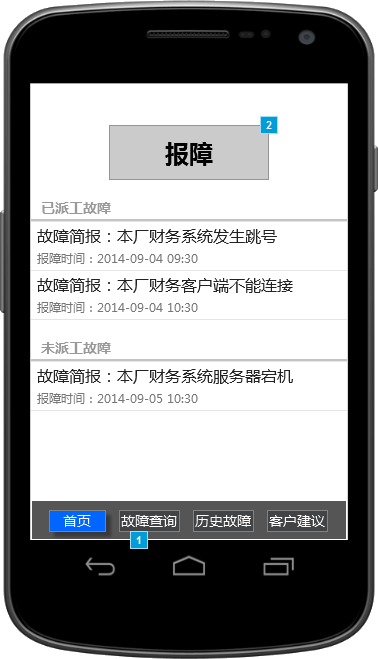 2
报障
已派工故障
故障简报：本厂财务系统发生跳号
报障时间：2014-09-04 09:30
故障简报：本厂财务客户端不能连接
报障时间：2014-09-04 10:30
未派工故障
故障简报：本厂财务系统服务器宕机
报障时间：2014-09-05 10:30
首页 故障查询 历史故障 客户建议
1